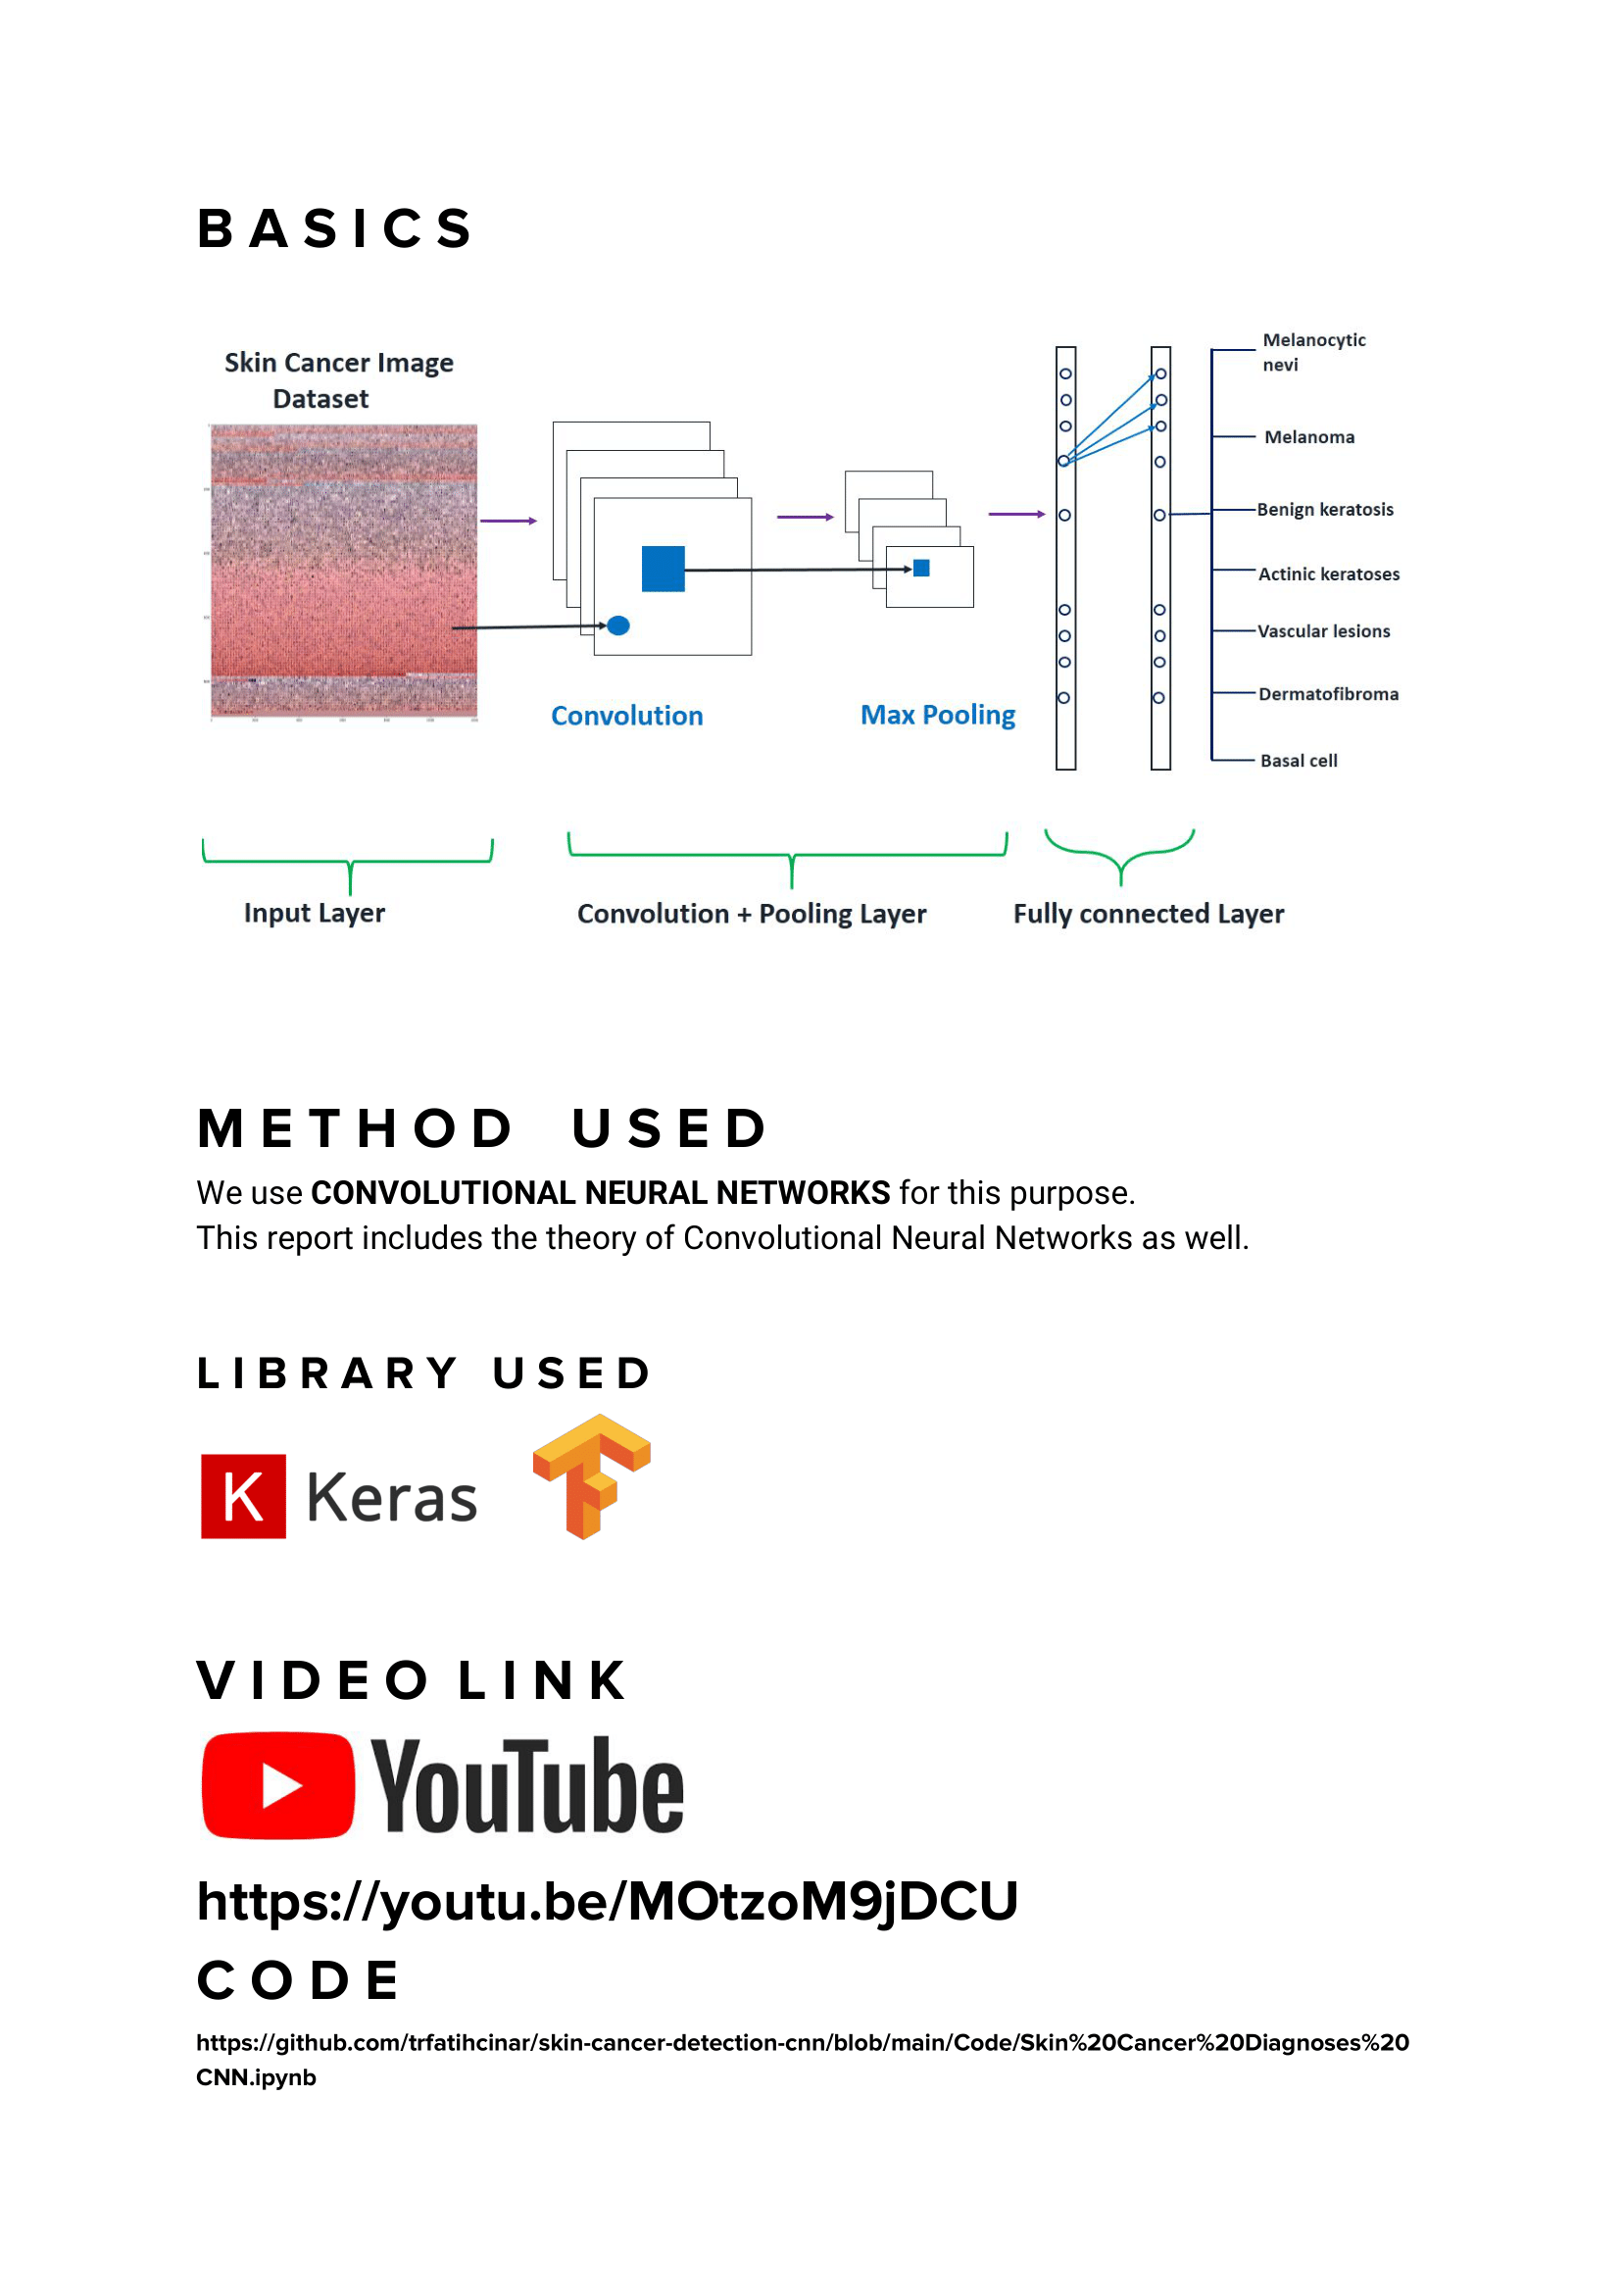 BASICS
Skin Cancer Image
Dataset
Convolution
Max Pooling
Melanocytic
nevi
Melanoma
Benign keratosis
Actinic keratoses
Vascular lesions
Dermatofibroma
Basal cell
Input Layer
Convolution + Pooling Layer
Fully connected Layer
METHOD USED
We use CONVOLUTIONAL NEURAL NETWORKS for this purpose.
This report includes the theory of Convolutional Neural Networks as well.
LIBRARY USED
K Keras
VIDEO LINK
YouTube
https://youtu.be/MOtzoM9jDCU
CODE
https://github.com/trfatihcinar/skin-cancer-detection-cnn/blob/main/Code/Skin%20Cancer%20Diagnoses%20
CNN.ipynb